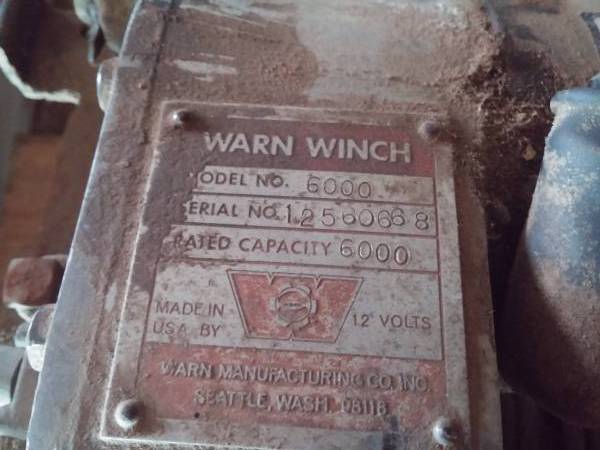 WARN WINCH
ODEL NO. 6000
ERIAL NO. 12560668
RATED CAPACITY 6000
MADE IN
U.S.A. BY
12 VOLTS
WARN MANUFACTURING CO. INC.
SEATTLE, WASH. 98118